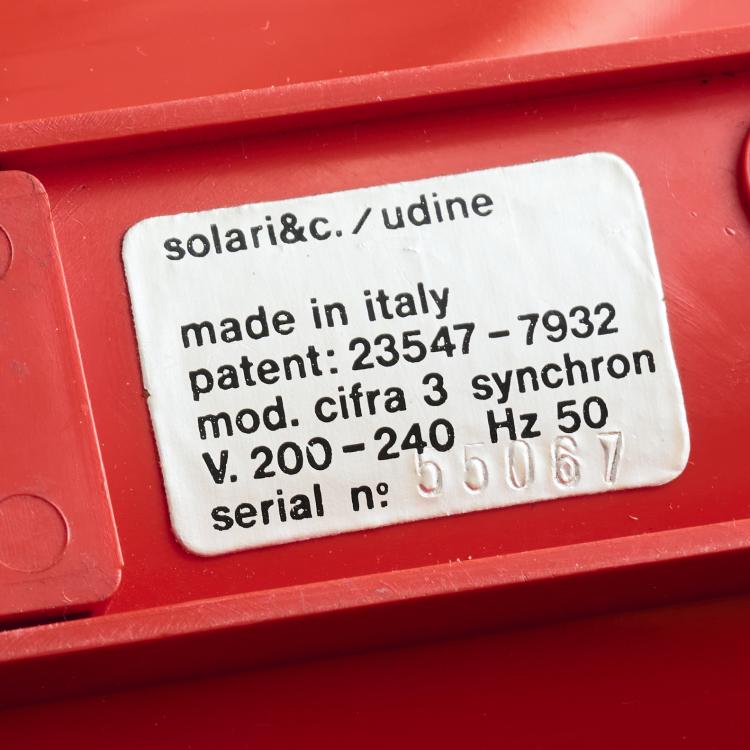 solari&c./udine
made in italy
patent: 23547-7932
mod. cifra 3 synchron
V. 200-240 Hz 50
serial nº 55067